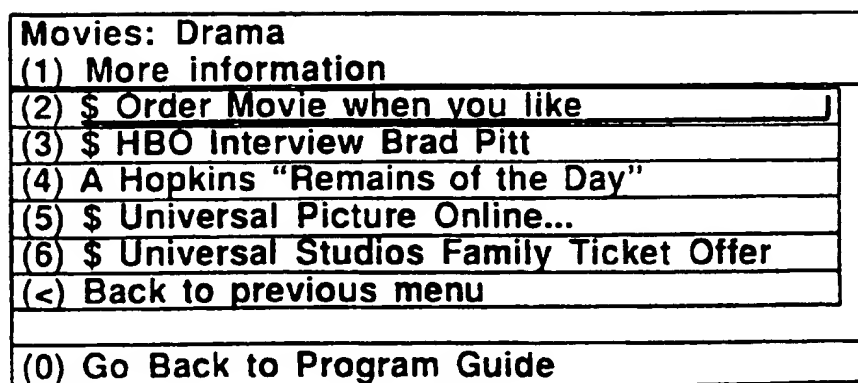 Movies: Drama
(1) More information
(2) $ Order Movie when you like
(3) $ HBO Interview Brad Pitt
(4) A Hopkins “Remains of the Day”
(5) $ Universal Picture Online...
(6) $ Universal Studios Family Ticket Offer
(<) Back to previous menu
(0) Go Back to Program Guide